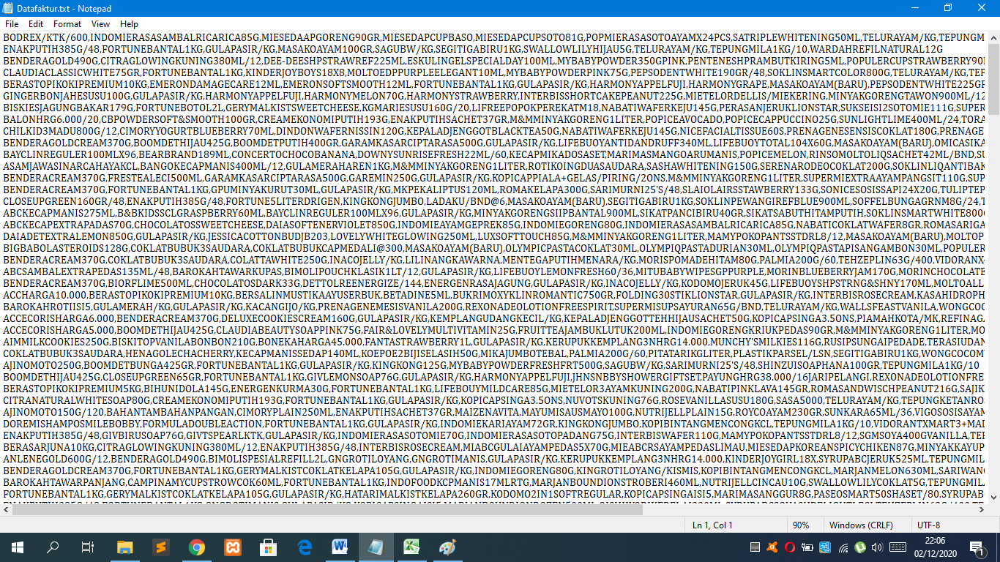 Datafaktur.txt - Notepad
File Edit Format View Help
BODREX/KTK/600,INDOMIERASASAMBALRICARICA85G,MIESEDAAPGORENG90GR,MIESEDAPCUPBASO,MIESEDAPCUPSOTO81G,POPMIERASASOTOAYAMX24PCS,SATRIPLEWHITENING50ML,TELURAYAM/KG,TEPUNGM
ENAKPUTIH385G/48,FORTUNEBANTAL1KG,GULAPASIR/KG,MASAKOAYAM100GR,SAGUBW/KG,SEGITIGABIRU1KG,SWALLOWLILYHIJAU5G,TELURAYAM/KG,TEPUNGMILA1KG/10,WARDAHREFILNATURAL12G
BENDERAGOLD490G,CITRAGLOWINGKUNING380ML/12,DEE-DEESHPSTRAWREF225ML,ESKULINGELSPECIALDAY100ML,MYBABYPOWDER350GPINK,PENTENESHPRAMBUTKIRING5ML,POPULERCUPSTRAWBERRY90
CLAUDIACLASSICWHITE75GR,FORTUNEBANTAL1KG,KINDERJOYBOYS18X8,MOLTOEDPPURPLEELEGANT10ML,MYBABYPOWDERPINK75G,PEPSODENTWHITE190GR/48,SOKLINSMARTCOLOR800G,TELURAYAM/KG,TEP
BERASTOPIKOKIPREMIUM10KG,EMERONDAMAGECARE12ML,EMERONSOFTSMOOTH12ML,FORTUNEBANTAL1KG,GULAPASIR/KG,HARMONYAPPELFUJI,HARMONYGRAPE,MASAKOAYAM(BARU),PEPSODENTWHITE225GR
GINGERBONJAHESUSU100G,GULAPASIR/KG,HARMONYAPPELFUJI,HARMONYMELON70G,HARMONYSTRAWBERRY,INTERBISSHORTCAKEPEANUT225G,MIETELORDELLIS/MIEKERING,MINYAKGORENGTAWON900ML/12
BISKIESJAGUNGBAKAR179G,FORTUNEBOTOL2L,GERYMALKISTSWEETCHEESE,KGMARIESUSU160G/20,LIFREEPOPOKPEREKATM18,NABATIWAFERKEJU145G,PERASANJERUKLIONSTAR,SUKSEISI2SOTOMIE111G,SUPER
BALONHRG6.000/20,CBPOWDERSOFT&SMOOTH100GR,CREAMEKONOMIPUTIH193G,ENAKPUTIHSACHET37GR,M&MMINYAKGORENG1LITER,POPICEAVOCADO,POPICECAPPUCCINO25G,SUNLIGHTLIME400ML/24,TORA
CHILKID3MADU800G/12,CIMORYYOGURTBLUEBERRY70ML,DINDONWAFERNISSIN120G,KEPALADJENGGOTBLACKTEA50G,NABATIWAFERKEJU145G,NICEFACIALTISSUE60S,PRENAGENESENSISCOKLAT180G,PRENAGE
BENDERAGOLDCREAM370G,BOOMDETHIJAU425G,BOOMDETPUTIH400GR,GARAMKASARCIPTARASA500G,GULAPASIR/KG,LIFEBUOYANTIDANDRUFF340ML,LIFEBUOYTOTAL104X60G,MASAKOAYAM(BARU),OMICASIKA
BAYCLINREGULER100MLX96,BEARBRAND189ML,CONCERTOCHOCOBANANA,DOWNYSUNRISEFRESH22ML/60,KECAPMIKADOSASET,MARIMASMANGOARUMANIS,POPICEMELON,RINSOMOLTOLIQSACHET42ML/BND,SU
ASAMJAWASINARCAHAYAKCL,BANGOKECAPMANIS400ML/12,GULAMERAHAREN1KG,M&MMINYAKGORENG1LITER,ROTIKOINGDUASAUDARA,SASHAWHITENING150G,SERENARODEOCOKLAT200G,SOKLINLIQANTIBAK
BENDERACREAM370G,FRESTEALECI500ML,GARAMKASARCIPTARASA500G,GAREMIN250G,GULAPASIR/KG,KOPICAPPIALA+GELAS/PIRING/2ONS,M&MMINYAKGORENG1LITER,SUPERMIEXTRAAYAMPANGSIT110G,SUP
BENDERACREAM370G,FORTUNEBANTAL1KG,GPUMINYAKURUT30ML,GULAPASIR/KG,MKPEKALIPTUS120ML,ROMAKELAPA300G,SARIMURNI25'S/48,SLAIOLAIRSSTAWBERRY133G,SONICESOSISSAPI24X20G,TULIPTEP
CLOSEUPGREEN160GR/48,ENAKPUTIH385G/48,FORTUNE5LITERDRIGEN,KINGKONGJUMBO,LADAKU/BND@6,MASAKOAYAM(BARU),SEGITIGABIRU1KG,SOKLINPEWANGIREFBLUE900ML,SOFFELBUNGAGRNM8G/24,T
ABCKECAPMANIS275ML,B&BKIDSSCLGRASPBERRY60ML,BAYCLINREGULER100MLX96,GULAPASIR/KG,MINYAKGORENGSIIPBANTAL900ML,SIKATPANCIBIRU40GR,SIKATSABUTHITAMPUTIH,SOKLINSMARTWHITE800
ABCKECAPEXTRAPADAS70G,CHOCOLATOSSWEETCHEESE,DAIASOFTENERVIOLET850G,INDOMIEAYAMGEPREK85G,INDOMIEGORENG80G,INDOMIERASASAMBALRICARICA85G,NABATICOKLATWAFER8GR,ROMASARIGA
DAIADETEXTRALEMON850G,GULAPASIR/KG,JESSICACOTTONBUDJB203,LOVELYWHITEGLOWING250ML,LUXSOFTTOUCH85G,M&MMINYAKGORENG1LITER,MAMYPOKOPANTSSTDRL8/12,MASAKOAYAM(BARU),MOLTOP
BIGBABOLASTEROIDS128G,COKLATBUBUK3SAUDARA,COKLATBUBUKCAPMEDALI@300,MASAKOAYAM(BARU),OLYMPICPASTACOKLAT30ML,OLYMPIQPASTADURIAN30ML,OLYMPIQPASTAPISANGAMBON30ML,POPULER
BENDERACREAM370G,COKLATBUBUK3SAUDARA,COLATTAWHITE250G,INACOJELLY/KG,LILINANGKAWARNA,MENTEGAPUTIHMENARA/KG,MORISPOMADEHITAM80G,PALMIA200G/60,TEHZEPLIN63G/400,VIDORANX
ABCSAMBALEXTRAPEDAS135ML/48,BAROKAHTAWARKUPAS,BIMOLIPOUCHKLASIK1LT/12,GULAPASIR/KG,LIFEBUOYLEMONFRESH60/36,MITUBABYWIPESGPPURPLE,MORINBLUEBERRYJAM170G,MORINCHOCOLATE
BENDERACREAM370G,BIORFLIME500ML,CHOCOLATOSDARK33G,DETTOLREENERGIZE/144,ENERGENRASAJAGUNG,GULAPASIR/KG,INACOJELLY/KG,KODOMOJERUK45G,LIFEBUOYSHPSTRNG&SHNY170ML,MOLTOALL
ACCHARGA10.000,BERASTOPIKOKIPREMIUM10KG,BERSALINMUSTIKAAYUSERBUK,BETADINE5ML,BUKRIMOXYKLINROMANTIC750GR,FOLDING30STIKLIONSTAR,GULAPASIR/KG,INTERBISROSECREAM,KASAHIDROPH
BAROKAHROTIISI5,GULAMERAH/KG,GULAPASIR/KG,KACANGIJO/KG,PRENAGENEMESISVANILA200G,REXONADEOLOTIONFREESPIRIT,SUPERMISUPSAYURAN65G/BND,TELURAYAM/KG,WALLSFEASTVANILA,WONGCOC
ACCECORISHARGA6.000,BENDERACREAM370G,DELUXECOOKIESCREAM160G,GULAPASIR/KG,KEMPLANGUDANGKECIL/KG,KEPALADJENGGOTTEHHIJAUSACHET50G,KOPICAPSINGA3.5ONS,PIAMAHKOTA/MK,REFINAGA
ACCECORISHARGA5.000,BOOMDETHIJAU425G,CLAUDIABEAUTYSOAPPINK75G,FAIR&LOVELYMULTIVITAMIN25G,FRUITTEAJAMBUKLUTUK200ML,INDOMIEGORENGKRIUKPEDAS90GR,M&MMINYAKGORENG1LITER,MO
AIMMILKCOOKIES250G,BISKITOPVANILABONBON210G,BONEKAHARGA45.000,FANTASTRAWBERRY1L,GULAPASIR/KG,KERUPUKKEMPLANG3NHRG14.000,MUNCHY'SMILKIES116G,RUSIPSUNGAIPEDADE,TERASIUDAN
COKLATBUBUK3SAUDARA,HENAGOLECHACHERRY,KECAPMANISSEDAP140ML,KOEPOE2BIJISELASIH50G,MIKAJUMBOTEBAL,PALMIA200G/60,PITATARIKGLITER,PLASTIKPARSEL/LSN,SEGITIGABIRU1KG,WONGCOCOM
AJINOMOTO250G,BOOMDETBUNGA425GR,FORTUNEBANTAL1KG,GULAPASIR/KG,KINGKONG125G,MYBABYPOWDERFRESHFRT500G,SAGUBW/KG,SARIMURNI25'S/48,SHINZUISOAPHANA100GR,TEPUNGMILA1KG/10
BOOMDETHIJAU425G,CLOSEUPGREEN65GR,FORTUNEBANTAL1KG,GIVLEMONSOAP76G,GULAPASIR/KG,HARMONYAPPELFUJI,JHNSNBBYSHOWERGIFTSET,PAYUNGHRG38.000/16JARIPELANGI,REXONADEOLOTIONFRE
BERASTOPIKOKIPREMIUM5KG,BIHUNIDOLA145G,ENERGENKURMA30G,FORTUNEBANTAL1KG,LIFEBOUYMILDCARE85G,MIETELOR3AYAMKUNING200G,NABATIPINKLAVA145GR,ROMASANDWISCHPEANUT216G,SAJIK
CITRANATURALWHITESOAP80G,CREAMEKONOMIPUTIH193G,FORTUNEBANTAL1KG,GULAPASIR/KG,KOPICAPSINGA3.5ONS,NUVOTSKUNING76G,ROSEVANILLASUSU180G,SASA5000,TELURAYAM/KG,TEPUNGKETANROS
AJINOMOTO150G/120,BAHANTAMBAHANPANGAN,CIMORYPLAIN250ML,ENAKPUTIHSACHET37GR,MAIZENAVITA,MAYUMISAUSMAYO100G,NUTRIJELLPLAIN15G,ROYCOAYAM230GR,SUNKARA65ML/36,VIGOSOSISAYAM
DOREMISHAMPOSMILEBOBBY,FORMULADOUBLEACTION,FORTUNEBANTAL1KG,GULAPASIR/KG,INDOMIEKARIAYAM72GR,KINGKONGJUMBO,KOPIBINTANGMENCONGKCL,TEPUNGMILA1KG/10,VIDORANTXMART3+MAD
ENAKPUTIH385G/48,GIVBIRUSOAP76G,GIVTSPEARLKTK,GULAPASIR/KG,INDOMIERASASOTOMIE70G,INDOMIERASASOTOPADANG75G,INTERBISWAFER110G,MAMYPOKOPANTSSTDRL8/12,SGMSOYA400GVANILLA,TEH
BERASARJUNA10KG,CITRAGLOWINGKUNING380ML/12,ENAKPUTIH385G/48,INTERBISROSECREAM,MIABCGULAIAYAMPEDAS5X70G,MIEABCRSAYAMPEDASLIMAU,MIESEDAPKOREANSPICYCHIKEN87G,MINYAKKAYUP
ANLENEGOLD600G/12,BENDERAGOLD490G,BIMOLISPESIALREFILL2L,GNGROTILOYANG,GNGROTIMANIS,GULAPASIR/KG,KERUPUKKEMPLANG3NHRG14.000,KINDERJOYGIRL18X,SYRUPABCJERUK525ML,TEPUNGMIL
BENDERAGOLDCREAM370G,FORTUNEBANTAL1KG,GERYMALKISTCOKLATKELAPA105G,GULAPASIR/KG,INDOMIEGORENG80G,KINGROTILOYANG/KISMIS,KOPIBINTANGMENCONGKCL,MARJANMELON630ML,SARIWANG
BAROKAHTAWARPANJANG,CAMPINAMYCUPSTROWCOK60ML,FORTUNEBANTAL1KG,INDOFOODKCPMANIS17MLRTG,MARJANBOUNDIONSTROBERI460ML,NUTRIJELLCINCAU10G,SWALLOWLILYCOKLAT5G,TEPUNGMILA
FORTUNEBANTAL1KG,GERYMALKISTCOKLATKELAPA105G,GULAPASIR/KG,HATARIMALKISTKELAPA260GR,KODOMO2IN1SOFTREGULAR,KOPICAPSINGAISI5,MARIMASANGGUR8G,PASEOSMART50SHASET/80,SYRUPAB
Ln 1, Col 1 90% Windows (CRLF) UTF-8
22:06
02/12/2020